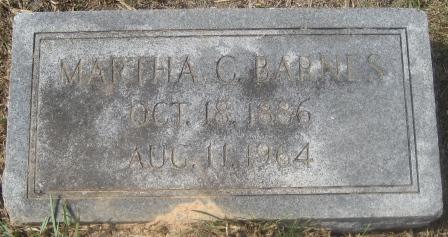 MARTHA C. BARNES
OCT. 18, 1886
AUG. 11, 1964